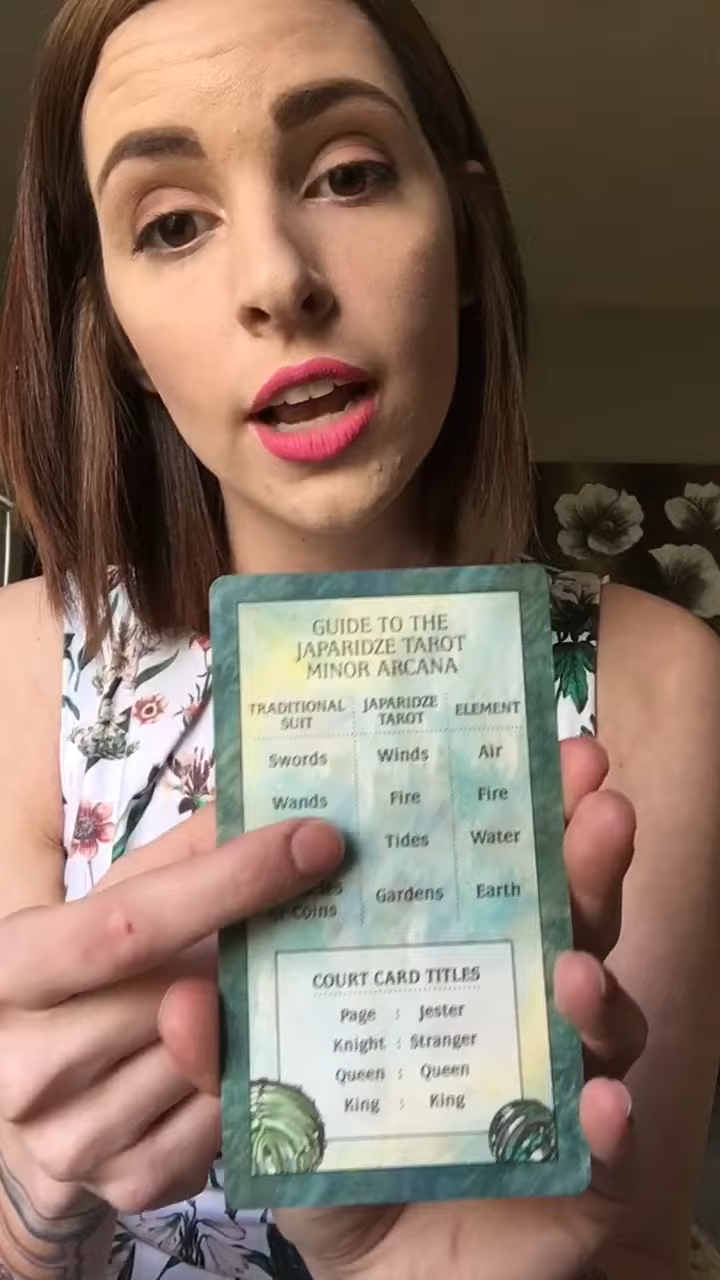 GUIDE TO THE
JAPARIDZE TAROT
MINOR ARCANA
TRADITIONAL SUIT JAPARIDZE TAROT ELEMENT
Swords Winds Air
Wands Fire Fire
Tides Water
Gardens Earth
Coins
COURT CARD TITLES
Page : Jester
Knight : Stranger
Queen : Queen
King : King